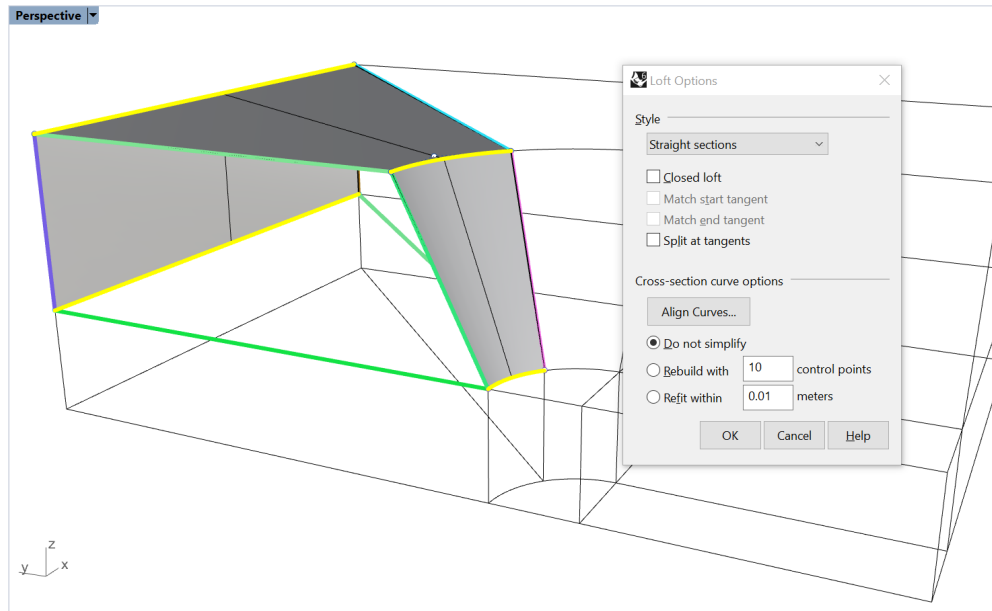 Perspective
Loft Options
Style
Straight sections
Closed loft
Match start tangent
Match end tangent
Split at tangents
Cross-section curve options
Align Curves...
Do not simplify
Rebuild with 10 control points
Refit within 0.01 meters
OK Cancel Help
z
y x